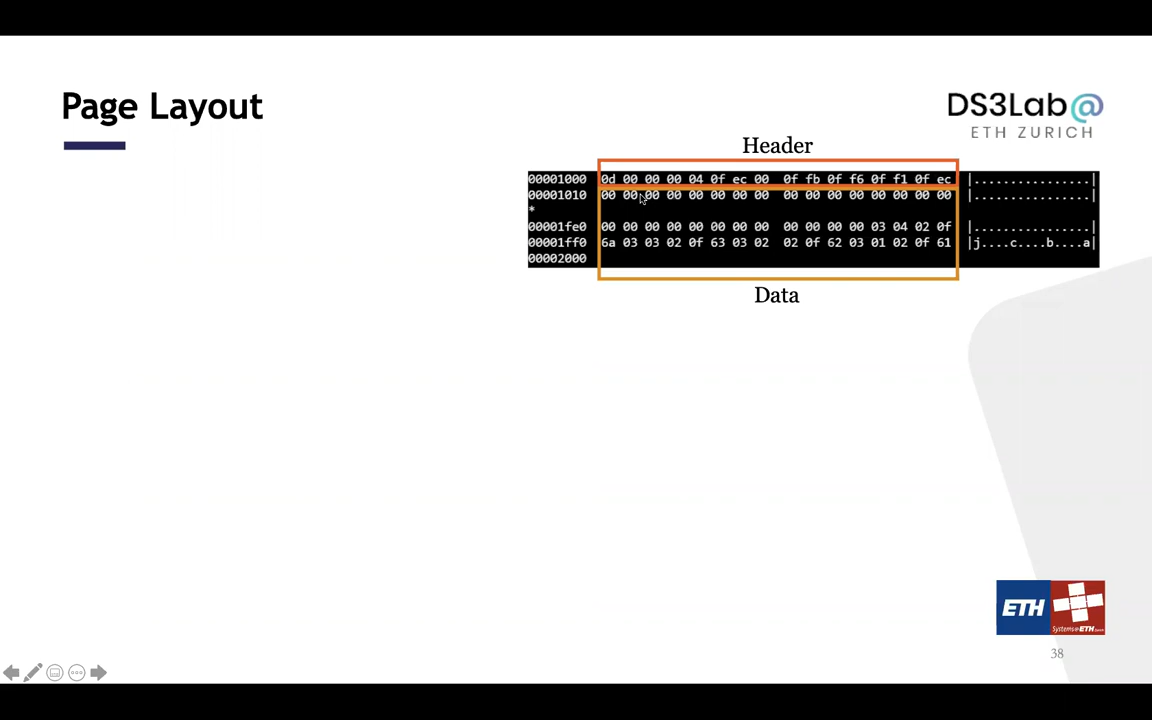 Page Layout
DS3Lab@
ETH ZURICH
Header
00001000  0d 00 00 00 04 0f ec 00  0f fb 0f f6 0f f1 0f ec  |................|
00001010  00 00 00 00 00 00 00 00  00 00 00 00 00 00 00 00  |................|
*
00001fe0  00 00 00 00 00 00 00 00  00 00 00 00 03 04 02 0f  |................|
00001ff0  6a 03 03 02 0f 63 03 02  02 0f 62 03 01 02 0f 61  |j....c....b....a|
00002000
Data
ETH
Systems@ETH Zürich
38